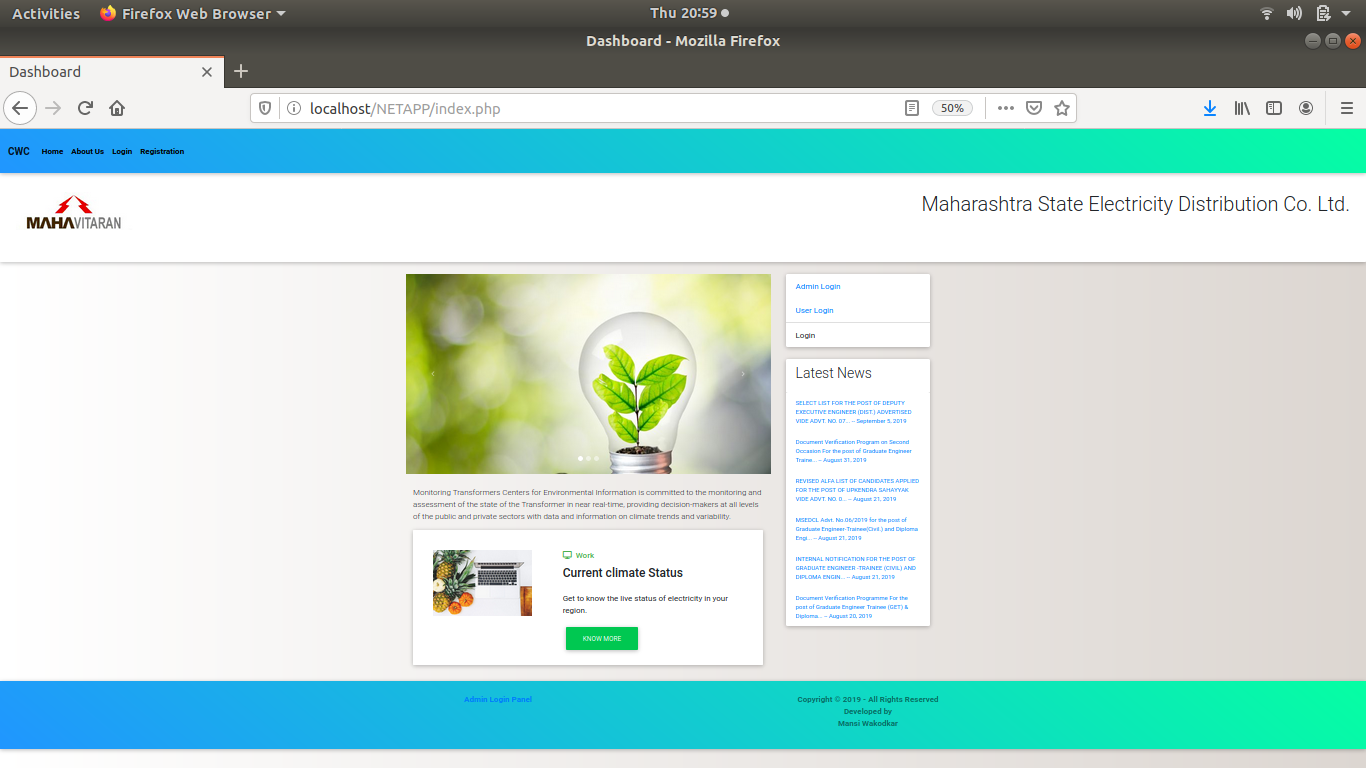 Activities Firefox Web Browser Thu 20:59
Dashboard - Mozilla Firefox
Dashboard
localhost/NETAPP/index.php 50%
CWC Home About Us Login Registration
MAHAVITARAN
Maharashtra State Electricity Distribution Co. Ltd.
Monitoring Transformers Centers for Environmental Information is committed to the monitoring and
assessment of the state of the Transformer in near real-time, providing decision-makers at all levels
of the public and private sectors with data and information on climate trends and variability.
Work
Current climate Status
Get to know the live status of electricity in your
region.
KNOW MORE
Admin Login
User Login
Login
Latest News
SELECT LIST FOR THE POST OF DEPUTY
EXECUTIVE ENGINEER (DIST.) ADVERTISED
VIDE ADVT. NO. 07... -- September 5, 2019
Document Verification Program on Second
Occasion For the post of Graduate Engineer
Traine... -- August 31, 2019
REVISED ALFA LIST OF CANDIDATES APPLIED
FOR THE POST OF UPKENDRA SAHAYYAK
VIDE ADVT. NO. 0... -- August 21, 2019
MSEDCL Advt. No.06/2019 for the post of
Graduate Engineer-Trainee(Civil.) and Diploma
Engi... -- August 21, 2019
INTERNAL NOTIFICATION FOR THE POST OF
GRADUATE ENGINEER -TRAINEE (CIVIL) AND
DIPLOMA ENGIN... -- August 21, 2019
Document Verification Programme For the
post of Graduate Engineer Trainee (GET) &
Diploma... -- August 20, 2019
Admin Login Panel
Copyright © 2019 - All Rights Reserved
Developed by
Mansi Wakodkar